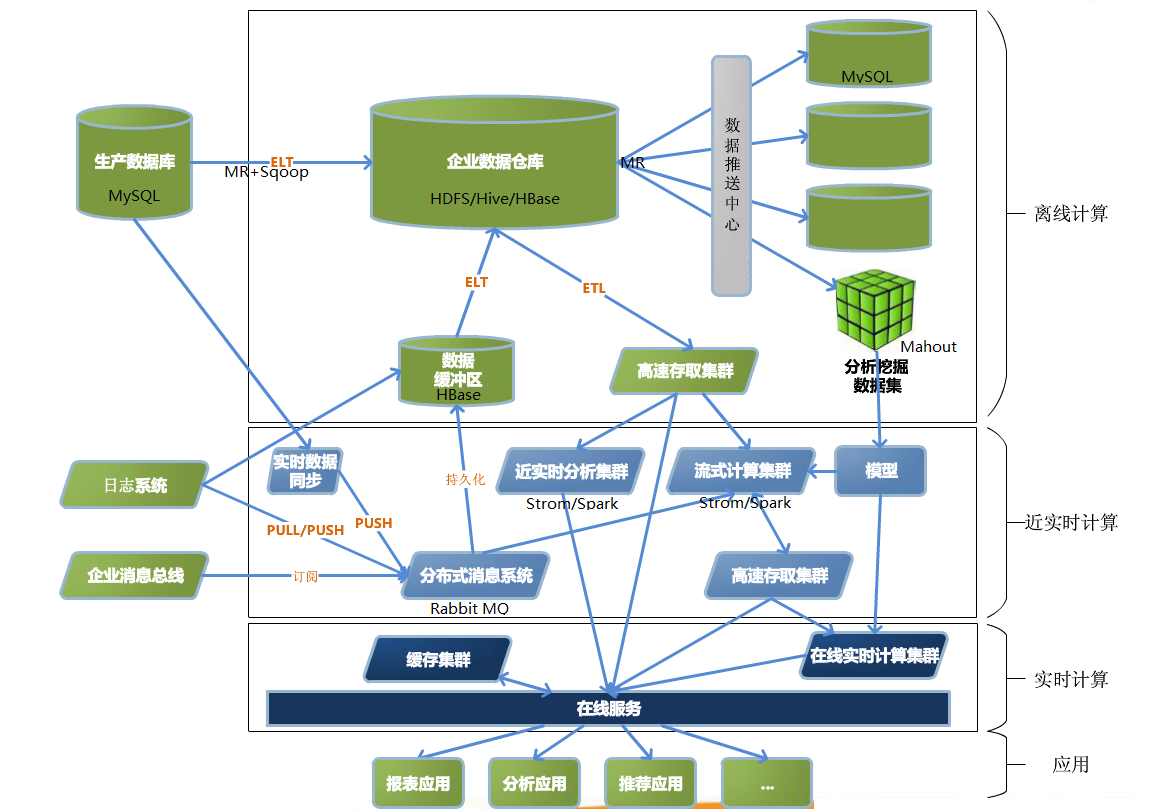 MySQL
数
据
推
送
中
心
生产数据库
MySQL
ELT
MR+Sqoop
企业数据仓库
HDFS/Hive/HBase
MR
离线计算
ELT
ETL
Mahout
分析挖掘
数据集
数据
缓冲区
HBase
高速存取集群
实时数据
同步
日志系统
持久化
近实时分析集群
Strom/Spark
流式计算集群
Strom/Spark
模型
PULL/PUSH
PUSH
近实时计算
企业消息总线
订阅
分布式消息系统
Rabbit MQ
高速存取集群
缓存集群
在线实时计算集群
实时计算
在线服务
报表应用
分析应用
推荐应用
...
应用